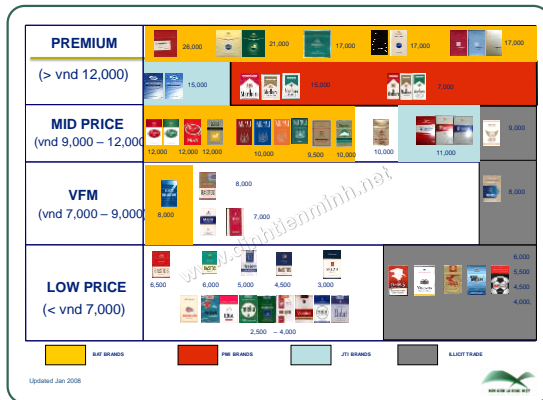 PREMIUM
(> vnd 12,000)
26,000
21,000
17,000
17,000
17,000
15,000
15,000
7,000
MID PRICE
(vnd 9,000 – 12,000)
12,000
12,000
12,000
10,000
9,500
10,000
10,000
11,000
9,000
VFM
(vnd 7,000 – 9,000)
8,000
8,000
7,000
8,000
LOW PRICE
(< vnd 7,000)
6,500
6,000
5,000
4,500
3,000
2,500 – 4,000
6,000
5,500
4,500
4,000,
www.dinhtienminh.net
BAT BRANDS
PMI BRANDS
JTI BRANDS
ILLICIT TRADE
Updated Jan 2008